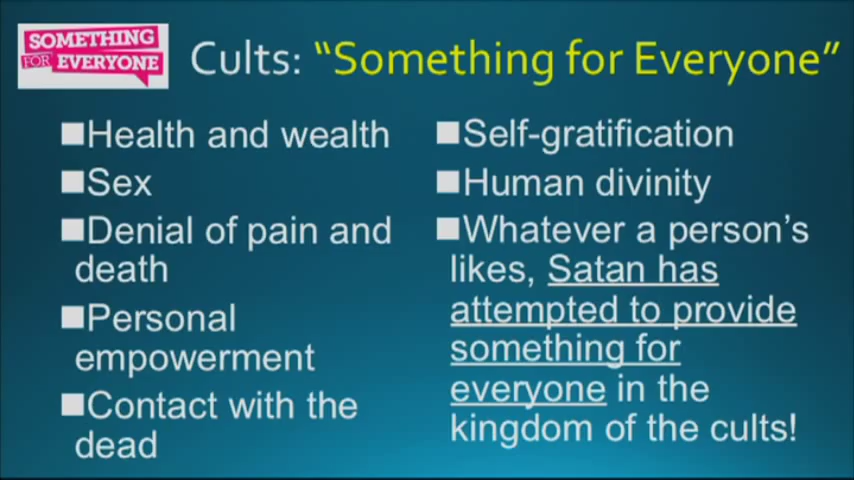 SOMETHING
FOR EVERYONE
Cults: “Something for Everyone”
■Health and wealth
■Sex
■Denial of pain and
death
■Personal
empowerment
■Contact with the
dead
■Self-gratification
■Human divinity
■Whatever a person’s
likes, Satan has
attempted to provide
something for
everyone in the
kingdom of the cults!